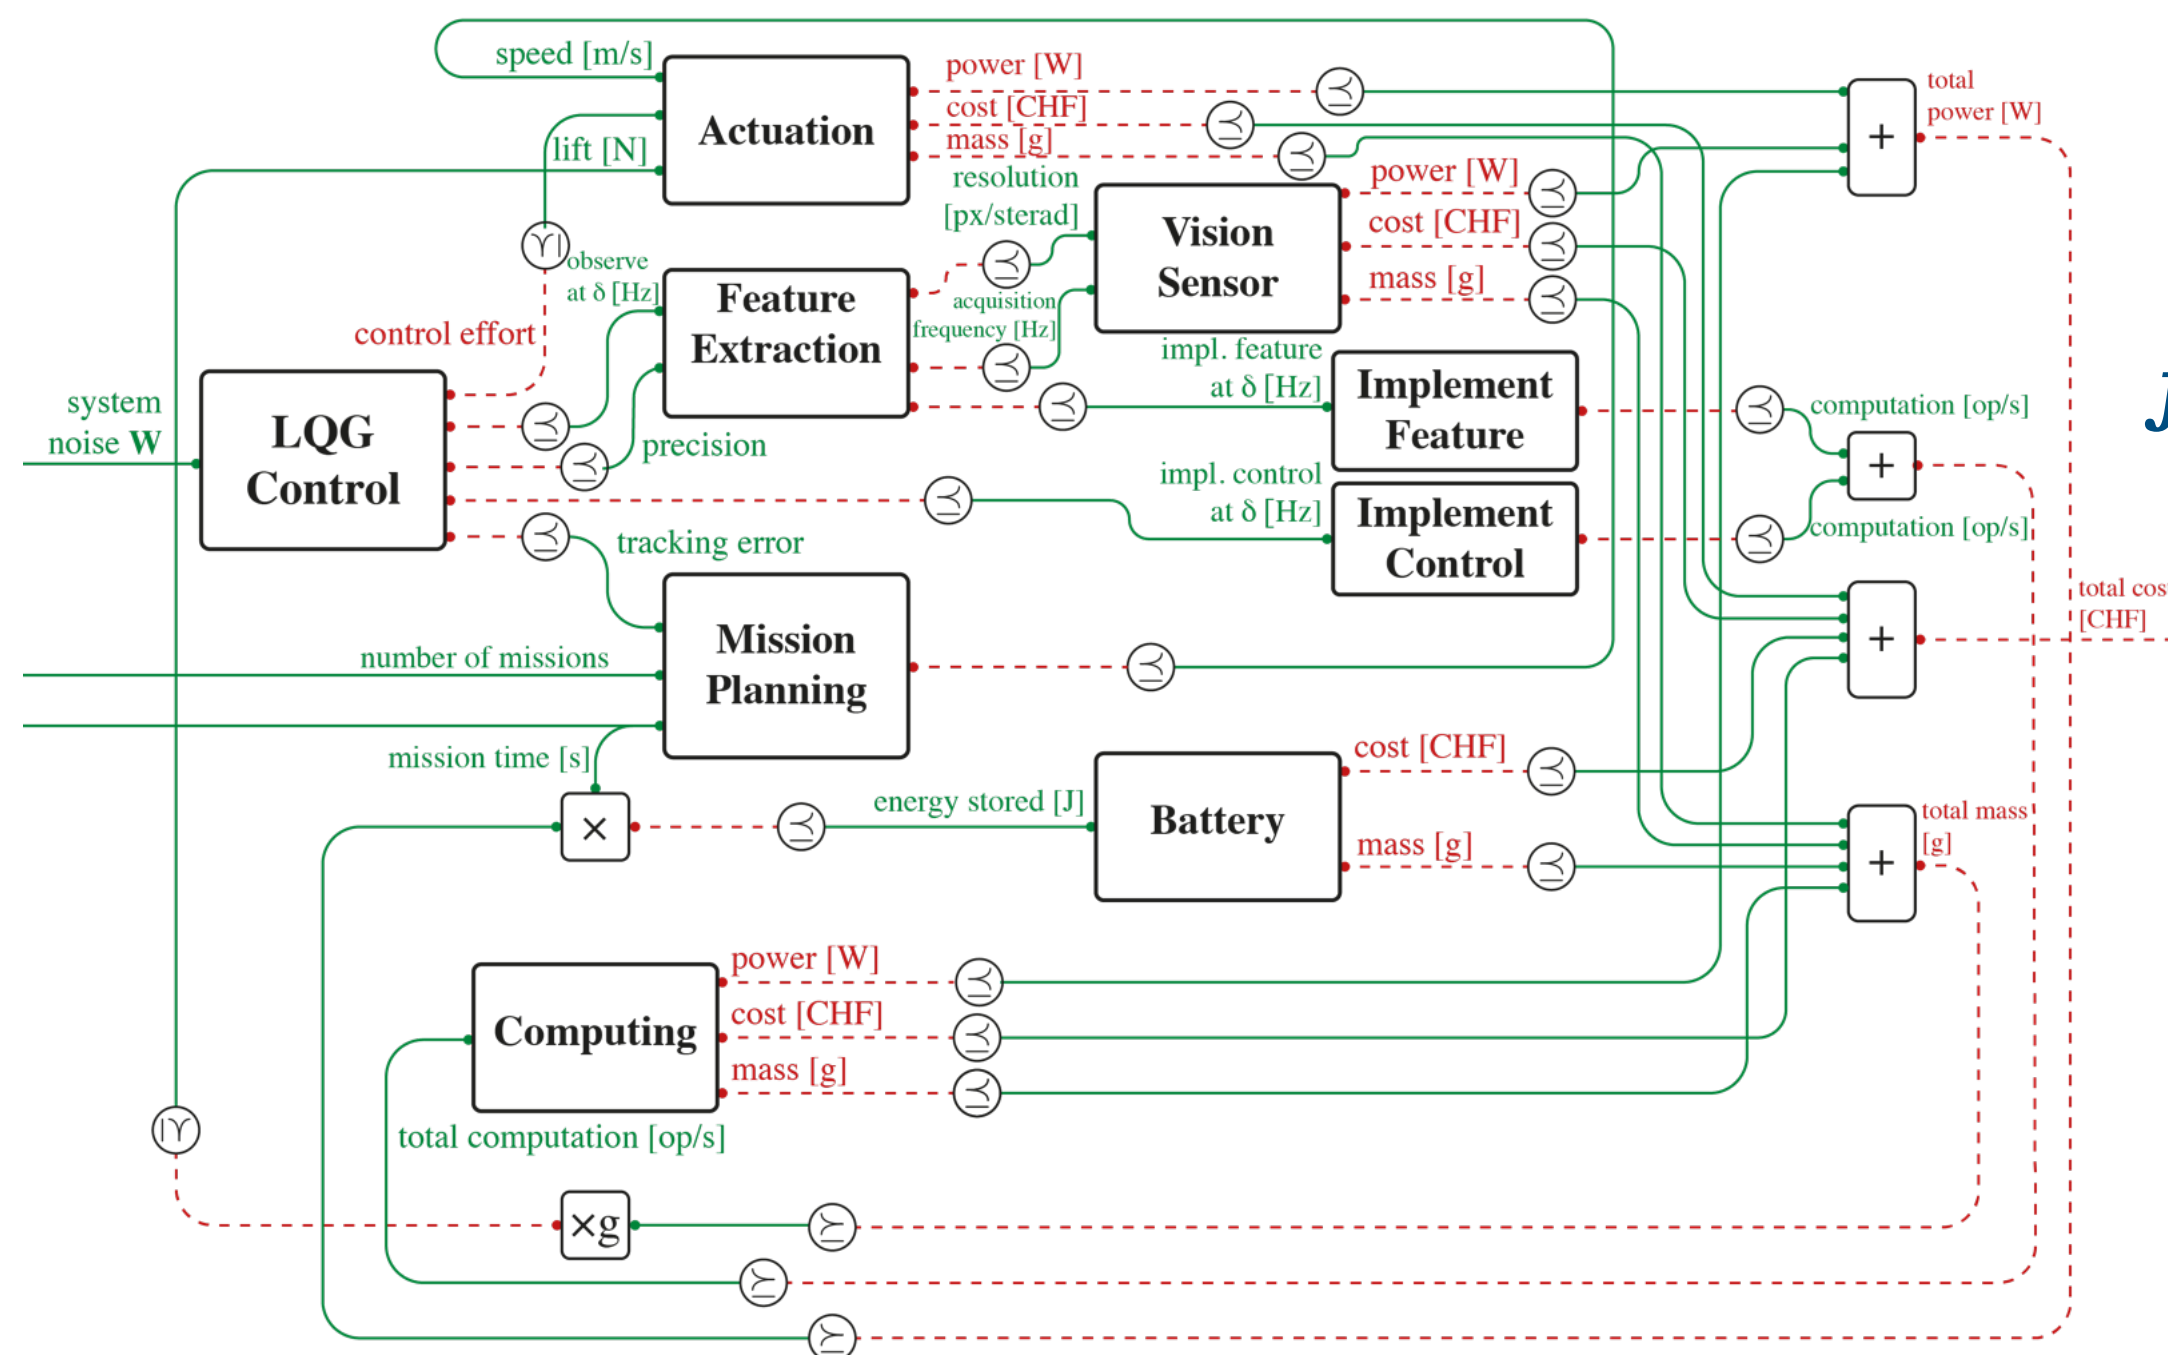 speed [m/s]
lift [N]
Actuation
power [W]
cost [CHF]
mass [g]
total
power [W]
+
resolution
[px/sterad]
Vision
Sensor
power [W]
cost [CHF]
mass [g]
observe
at δ [Hz]
Feature
Extraction
acquisition
frequency [Hz]
control effort
system
noise W
LQG
Control
precision
impl. feature
at δ [Hz]
Implement
Feature
computation [op/s]
+
impl. control
at δ [Hz]
Implement
Control
computation [op/s]
tracking error
number of missions
Mission
Planning
total cos
[CHF]
+
mission time [s]
×
energy stored [J]
Battery
cost [CHF]
mass [g]
total mass
[g]
+
Computing
power [W]
cost [CHF]
mass [g]
total computation [op/s]
×g